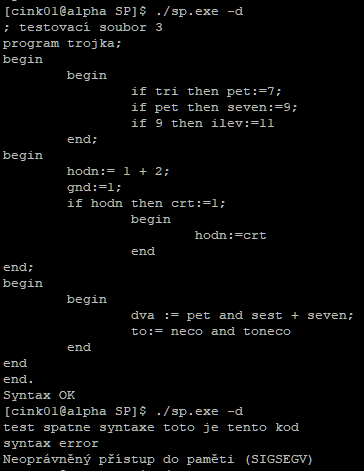 [cink01@alpha SP]$ ./sp.exe -d
; testovací soubor 3
program trojka;
begin
begin
if tri then pet:=7;
if pet then seven:=9;
if 9 then ilev:=11
end;
begin
hodn:= 1 + 2;
gnd:=1;
if hodn then crt:=1;
begin
hodn:=crt
end
end;
begin
begin
dva := pet and sest + seven;
to:= neco and toneco
end
end
end.
Syntax OK
[cink01@alpha SP]$ ./sp.exe -d
test spatne syntaxe toto je tento kod
syntax error
Neoprávněný přístup do paměti (SIGSEGV)